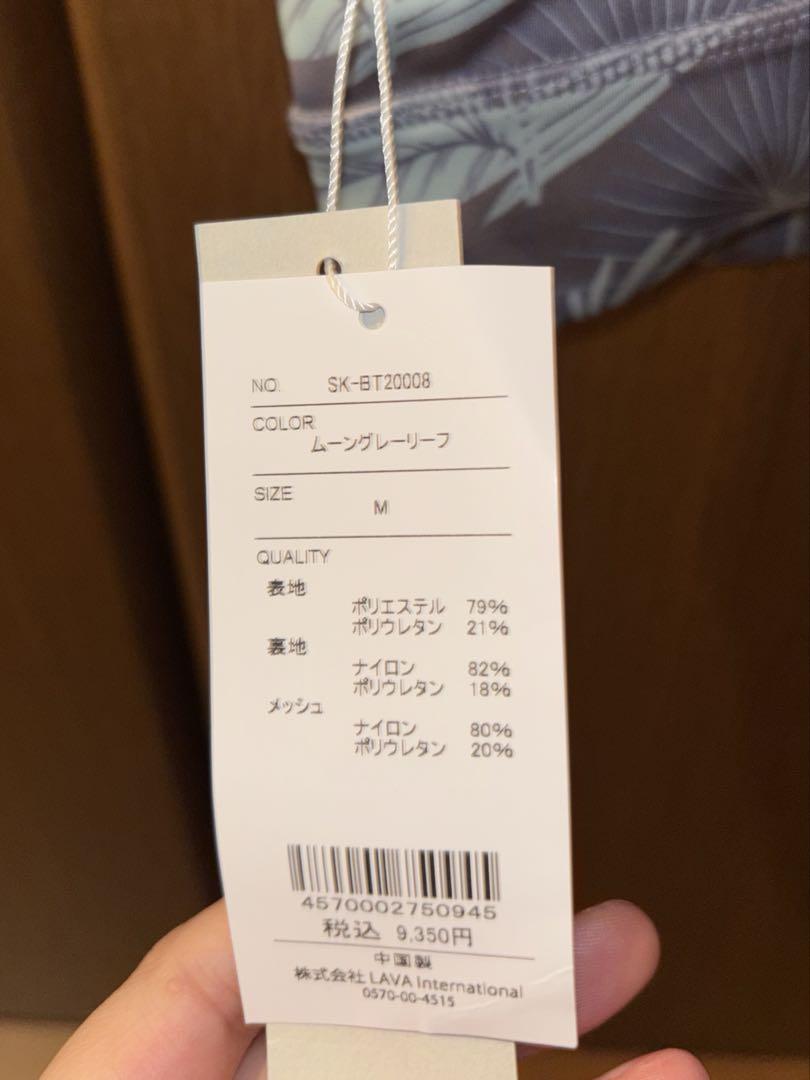 NO. SK-BT20008
COLOR
ムーングレーリーフ
SIZE
M
QUALITY
表地
ポリエステル 79%
ポリウレタン 21%
裏地
ナイロン 82%
ポリウレタン 18%
メッシュ
ナイロン 80%
ポリウレタン 20%
4570002750945
税込 9,350円
中国製
株式会社 LAVA International
0570-00-4515